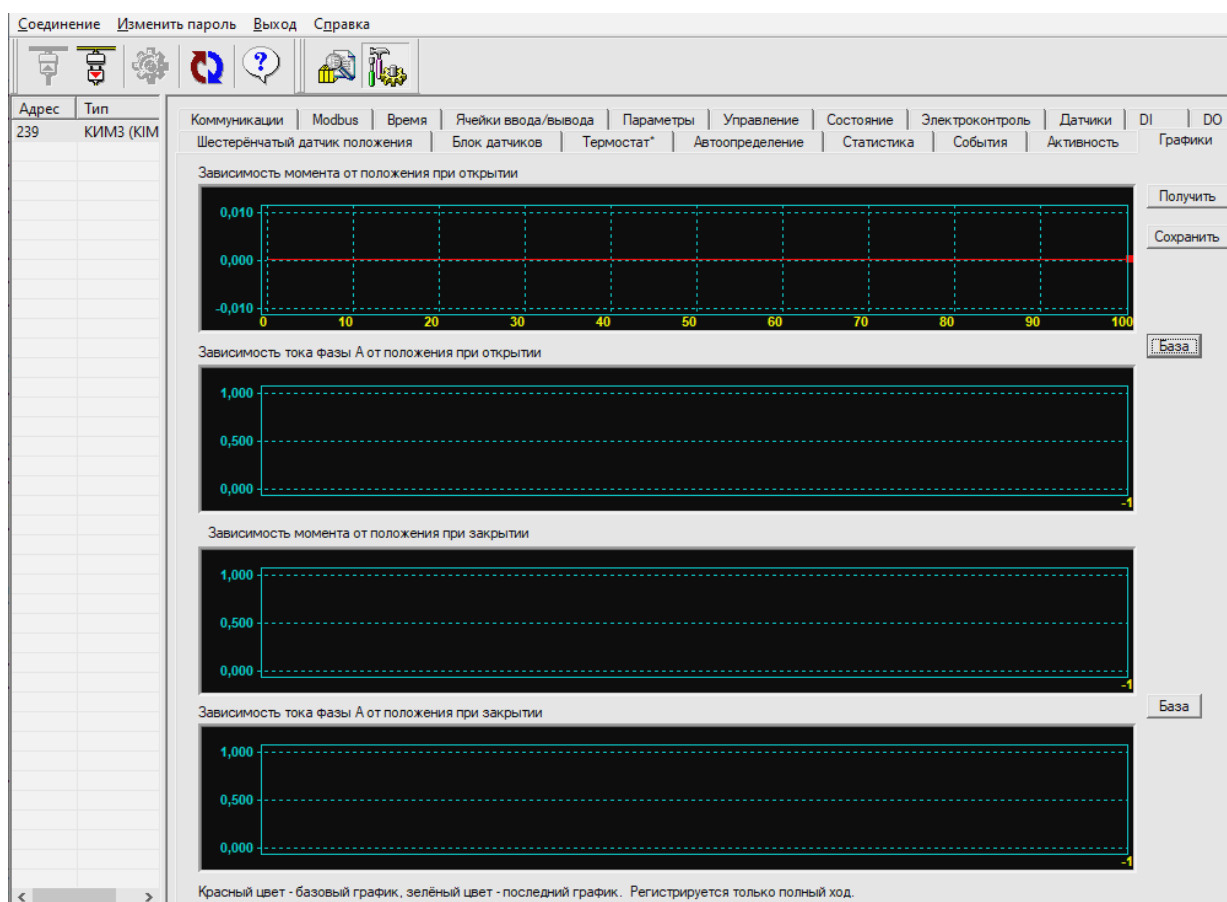 Соединение Изменить пароль Выход Справка
Адрес Тип
239 КИМ3 (KIM
Коммуникации Modbus Время Ячейки ввода/вывода Параметры Управление Состояние Электроконтроль Датчики DI DO
Шестерёнчатый датчик положения Блок датчиков Термостат* Автоопределение Статистика События Активность Графики
Зависимость момента от положения при открытии
Получить
Сохранить
0,010
0,000
-0,010
0 10 20 30 40 50 60 70 80 90 100
База
Зависимость тока фазы А от положения при открытии
1,000
0,500
0,000
-1
Зависимость момента от положения при закрытии
1,000
0,500
0,000
-1
База
Зависимость тока фазы А от положения при закрытии
1,000
0,500
0,000
-1
Красный цвет - базовый график, зелёный цвет - последний график. Регистрируется только полный ход.